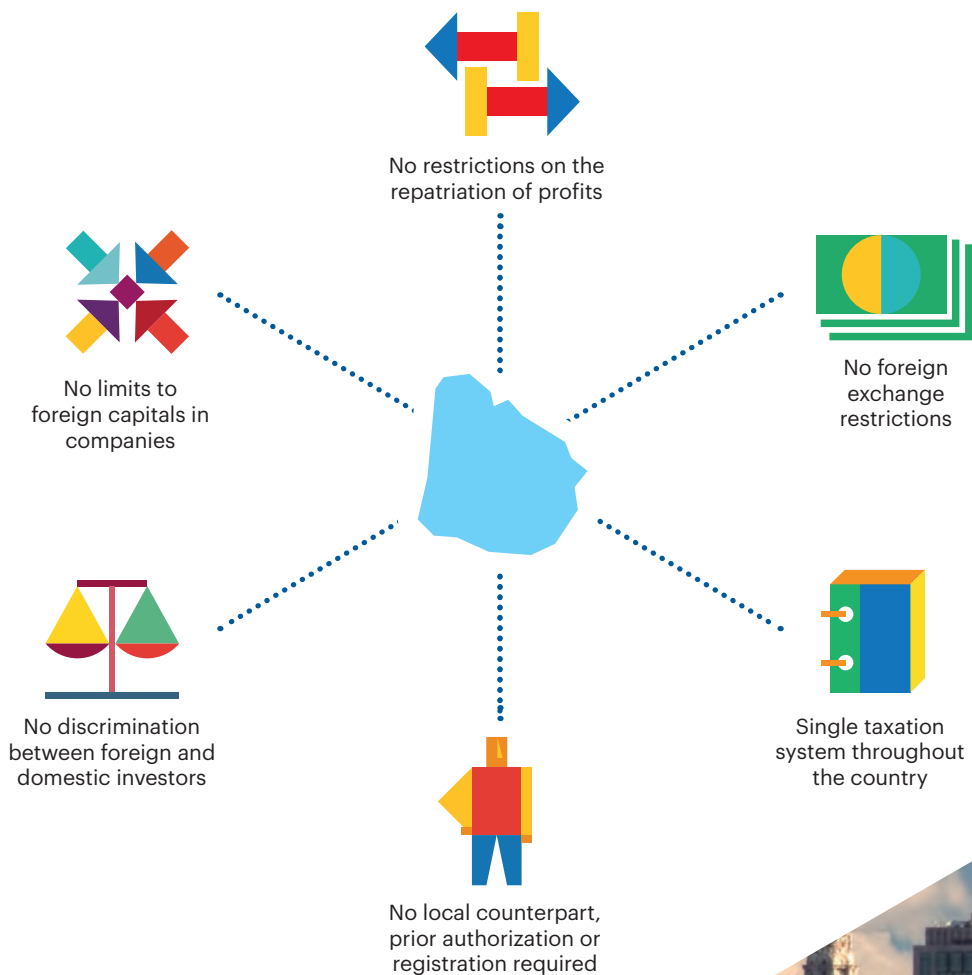 No restrictions on the
repatriation of profits
No limits to
foreign capitals in
companies
No foreign
exchange
restrictions
No discrimination
between foreign and
domestic investors
Single taxation
system throughout
the country
No local counterpart,
prior authorization or
registration required